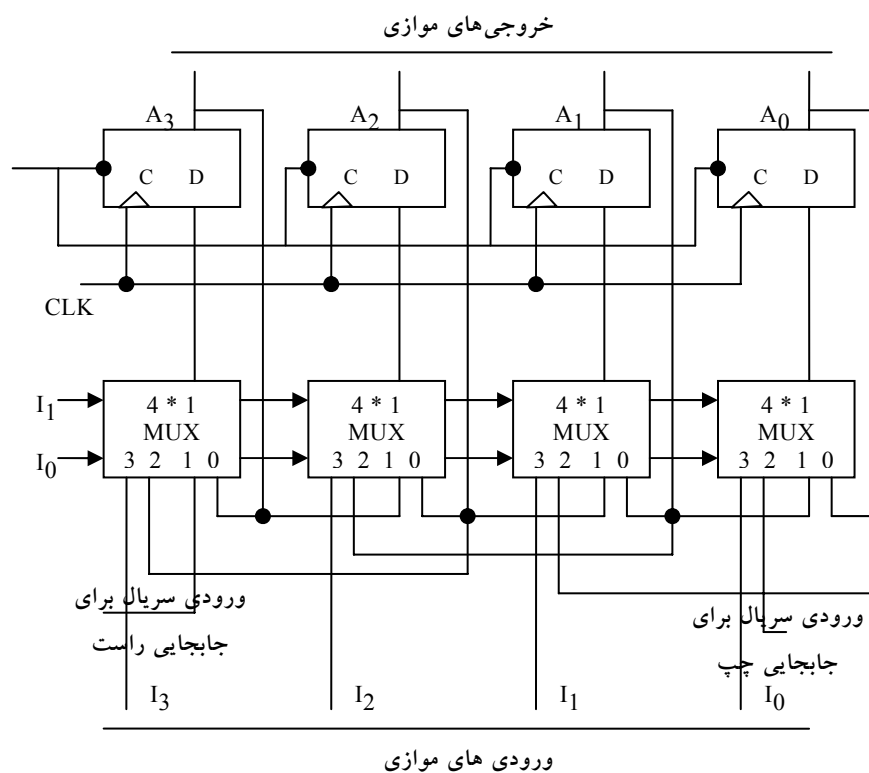 خروجی‌های موازی
A3 A2 A1 A0
C D C D C D C D
CLK
I1 4 * 1 4 * 1 4 * 1 4 * 1
MUX MUX MUX MUX
I0 3 2 1 0 3 2 1 0 3 2 1 0 3 2 1 0
ورودی سریال برای
جابجایی راست
ورودی سریال برای
جابجایی چپ
I3 I2 I1 I0
ورودی های موازی